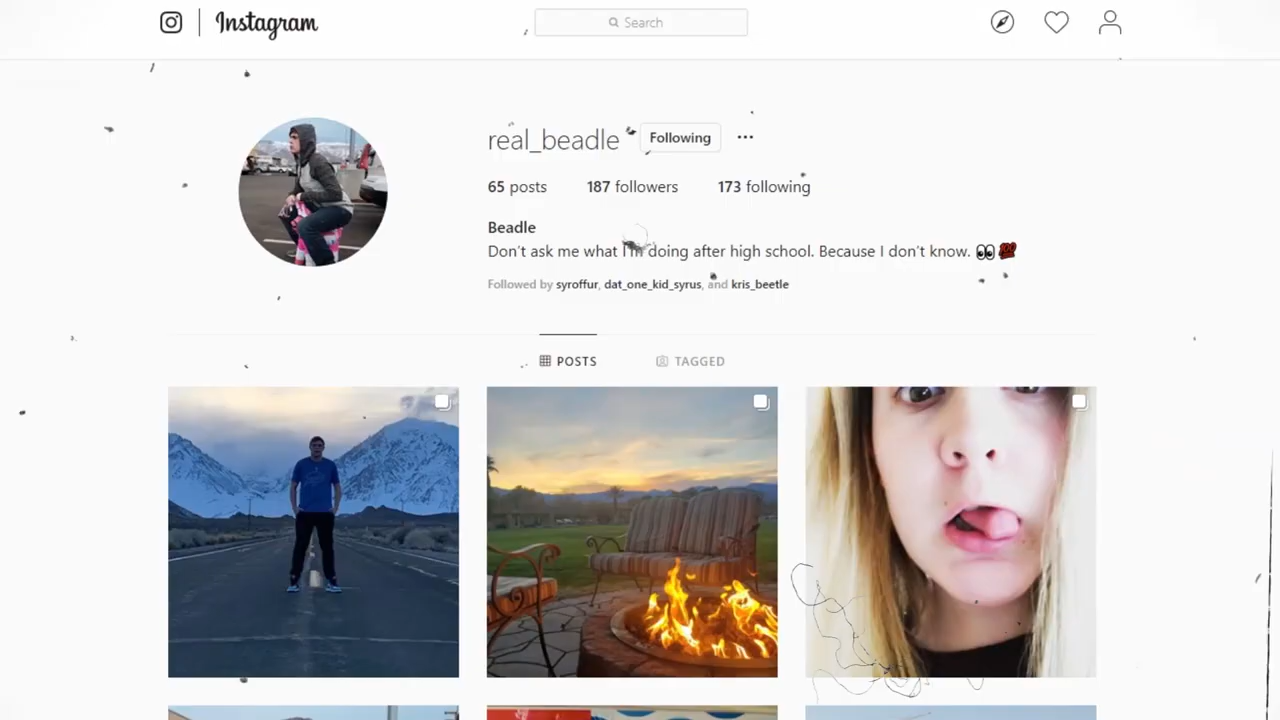 Instagram
Search
real_beadle Following
65 posts 187 followers 173 following
Beadle
Don't ask me what I'm doing after high school. Because I don't know. 👀 💯
Followed by syroffur, dat_one_kid_syrus, and kris_beetle
POSTS TAGGED